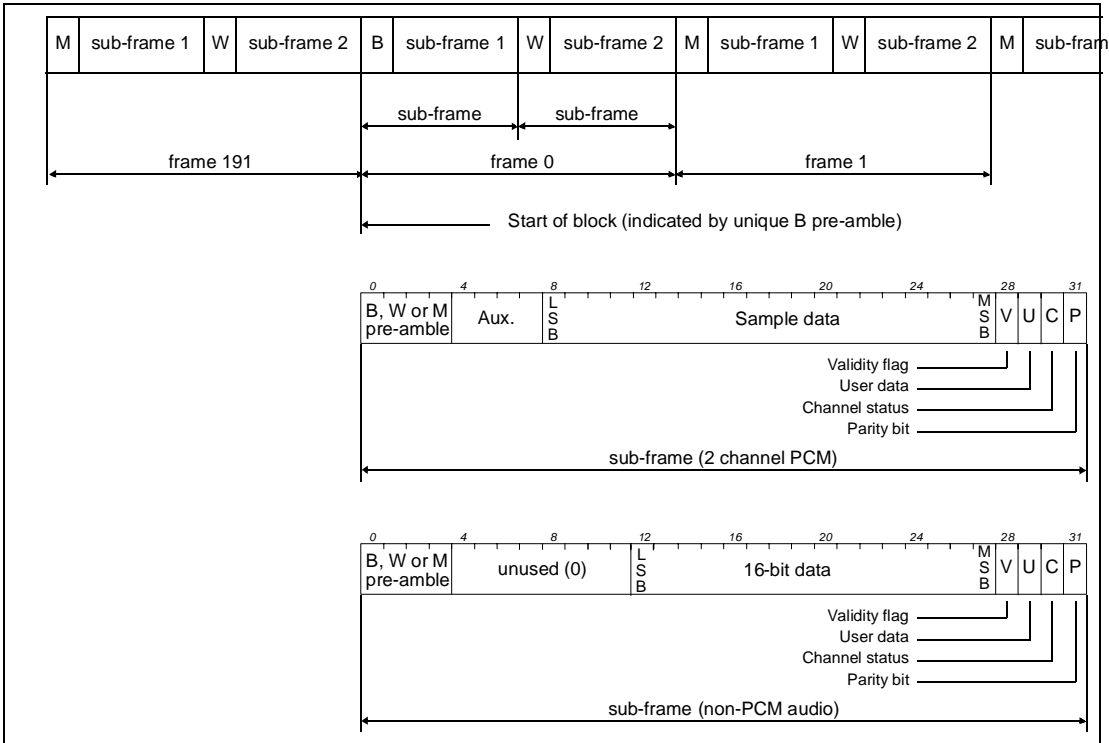 M sub-frame 1 W sub-frame 2 B sub-frame 1 W sub-frame 2 M sub-frame 1 W sub-frame 2 M sub-fram
sub-frame sub-frame
frame 191 frame 0 frame 1
Start of block (indicated by unique B pre-amble)
0 4 8 12 16 20 24 28 31
B, W or M pre-amble Aux. LSB Sample data MSB V U C P
Validity flag
User data
Channel status
Parity bit
sub-frame (2 channel PCM)
0 4 8 12 16 20 24 28 31
B, W or M pre-amble unused (0) LSB 16-bit data MSB V U C P
Validity flag
User data
Channel status
Parity bit
sub-frame (non-PCM audio)